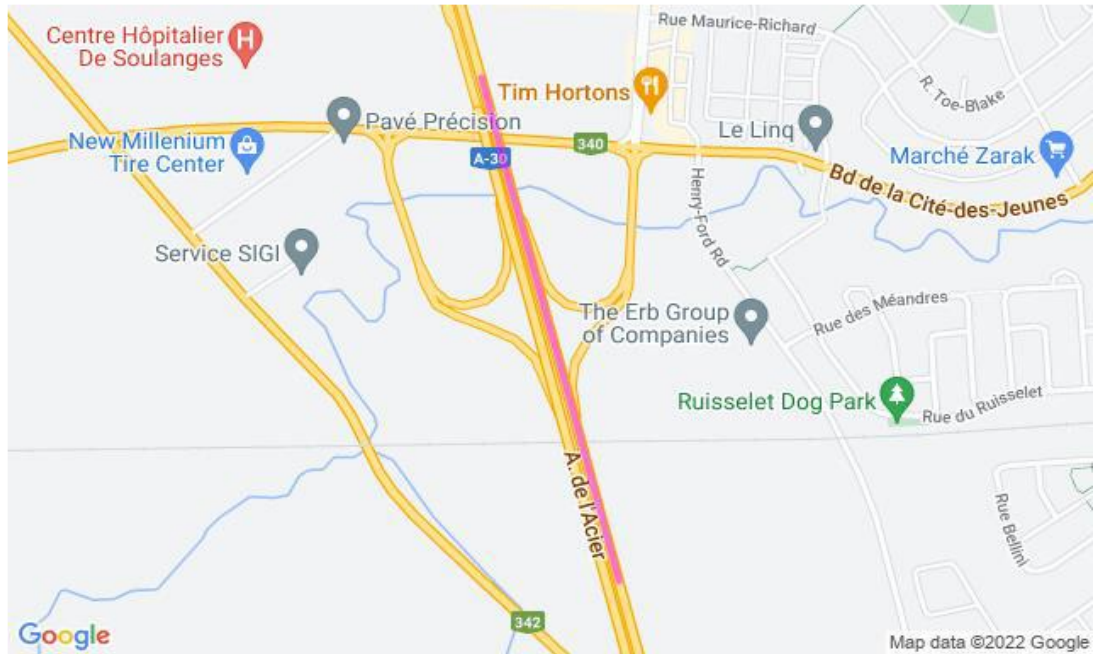 Rue Maurice-Richard
Centre Hôpitalier
De Soulanges
H
R. Toe-Blake
Tim Hortons
Pavé Précision
Le Linq
New Millenium
Tire Center
340
A-30
Marché Zarak
Bd de la Cité-des-Jeunes
Henry-Ford Rd
Service SIGI
The Erb Group
of Companies
Rue des Méandres
Ruisselet Dog Park
Rue du Ruisselet
A. de l'Acier
Rue Bellini
342
Google
Map data ©2022 Google